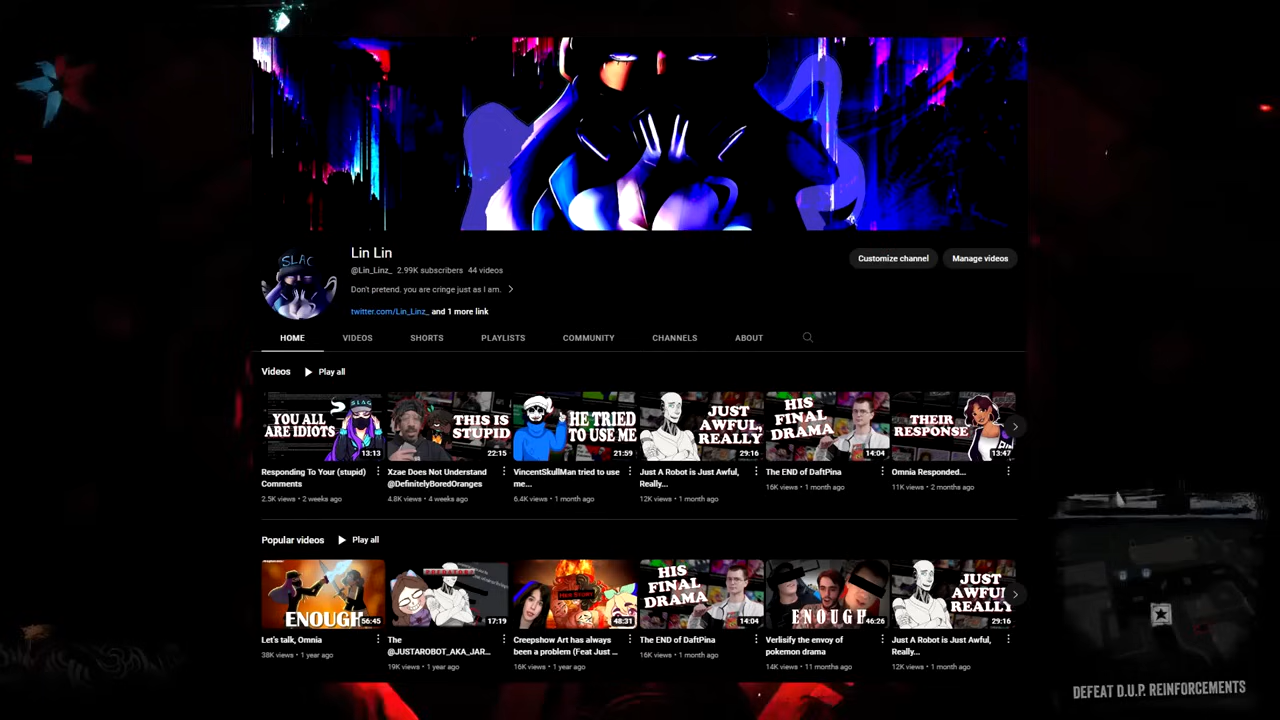 Lin Lin
@Lin_Linz_ 2.99K subscribers 44 videos
Don't pretend. you are cringe just as I am.
twitter.com/Lin_Linz_ and 1 more link
Customize channel
Manage videos
SLAG
HOME VIDEOS SHORTS PLAYLISTS COMMUNITY CHANNELS ABOUT
Videos Play all
SLAG
YOU ALL
ARE IDIOTS
13:13
THIS IS
STUPID
22:15
HE TRIED
TO USE ME
21:59
JUST
AWFUL,
REALLY
29:16
HIS
FINAL
DRAMA
14:04
THEIR
RESPONSE
13:47
Responding To Your (stupid)
Comments
2.5K views • 2 weeks ago
Xzae Does Not Understand
@DefinitelyBoredOranges
4.8K views • 4 weeks ago
VincentSkullMan tried to use
me...
6.4K views • 1 month ago
Just A Robot is Just Awful,
Really...
12K views • 1 month ago
The END of DaftPina
16K views • 1 month ago
Omnia Responded...
11K views • 2 months ago
Popular videos Play all
ENOUGH
56:45
PREDATOR?
17:19
48:31
HIS
FINAL
DRAMA
14:04
ENOUGH
46:26
JUST
AWFUL,
REALLY
29:16
Let's talk, Omnia
38K views • 1 year ago
The
@JUSTAROBOT_AKA_JAR...
19K views • 1 year ago
Creepshow Art has always
been a problem (Feat Just ...
16K views • 1 year ago
The END of DaftPina
16K views • 1 month ago
Verlisify the envoy of
pokemon drama
14K views • 11 months ago
Just A Robot is Just Awful,
Really...
12K views • 1 month ago
DEFEAT D.U.P. REINFORCEMENTS